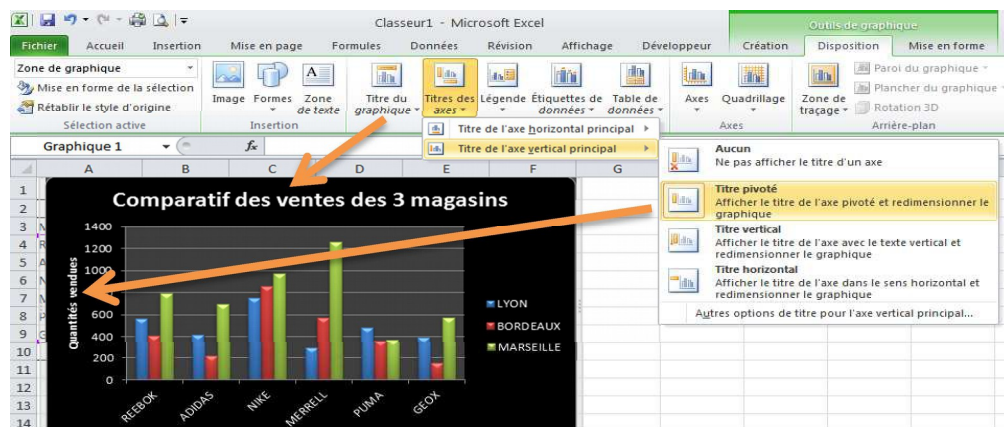 Classeur1 - Microsoft Excel
Outils de graphique
Fichier Accueil Insertion Mise en page Formules Données Révision Affichage Développeur Création Disposition Mise en forme
Zone de graphique
Mise en forme de la sélection
Rétablir le style d'origine
Sélection active
Image Formes Zone de texte
Insertion
Titre du graphique Titres des axes Légende Étiquettes de données Table de données
Axes Quadrillage
Axes
Zone de traçage
Paroi du graphique
Plancher du graphique
Rotation 3D
Arrière-plan
Titre de l'axe horizontal principal
Titre de l'axe vertical principal
Graphique 1 fx
Aucun
Ne pas afficher le titre d'un axe
Titre pivoté
Afficher le titre de l'axe pivoté et redimensionner le
graphique
Titre vertical
Afficher le titre de l'axe avec le texte vertical et
redimensionner le graphique
Titre horizontal
Afficher le titre de l'axe dans le sens horizontal et
redimensionner le graphique
Autres options de titre pour l'axe vertical principal...
A B C D E F G
1
2
3 N
4 R
5 A
6 N
7 M
8 P
9 G
10
11
12
13
14
Comparatif des ventes des 3 magasins
Quantités vendues
1400
1200
1000
600
400
200
0
REEBOK ADIDAS NIKE MERRELL PUMA GEOX
LYON
BORDEAUX
MARSEILLE